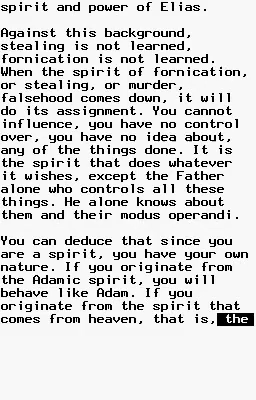 spirit and power of Elias.
Against this background,
stealing is not learned,
fornication is not learned.
When the spirit of fornication,
or stealing, or murder,
falsehood comes down, it will
do its assignment. You cannot
influence, you have no control
over, you have no idea about,
any of the things done. It is
the spirit that does whatever
it wishes, except the Father
alone who controls all these
things. He alone knows about
them and their modus operandi.
You can deduce that since you
are a spirit, you have your own
nature. If you originate from
the Adamic spirit, you will
behave like Adam. If you
originate from the spirit that
comes from heaven, that is, the